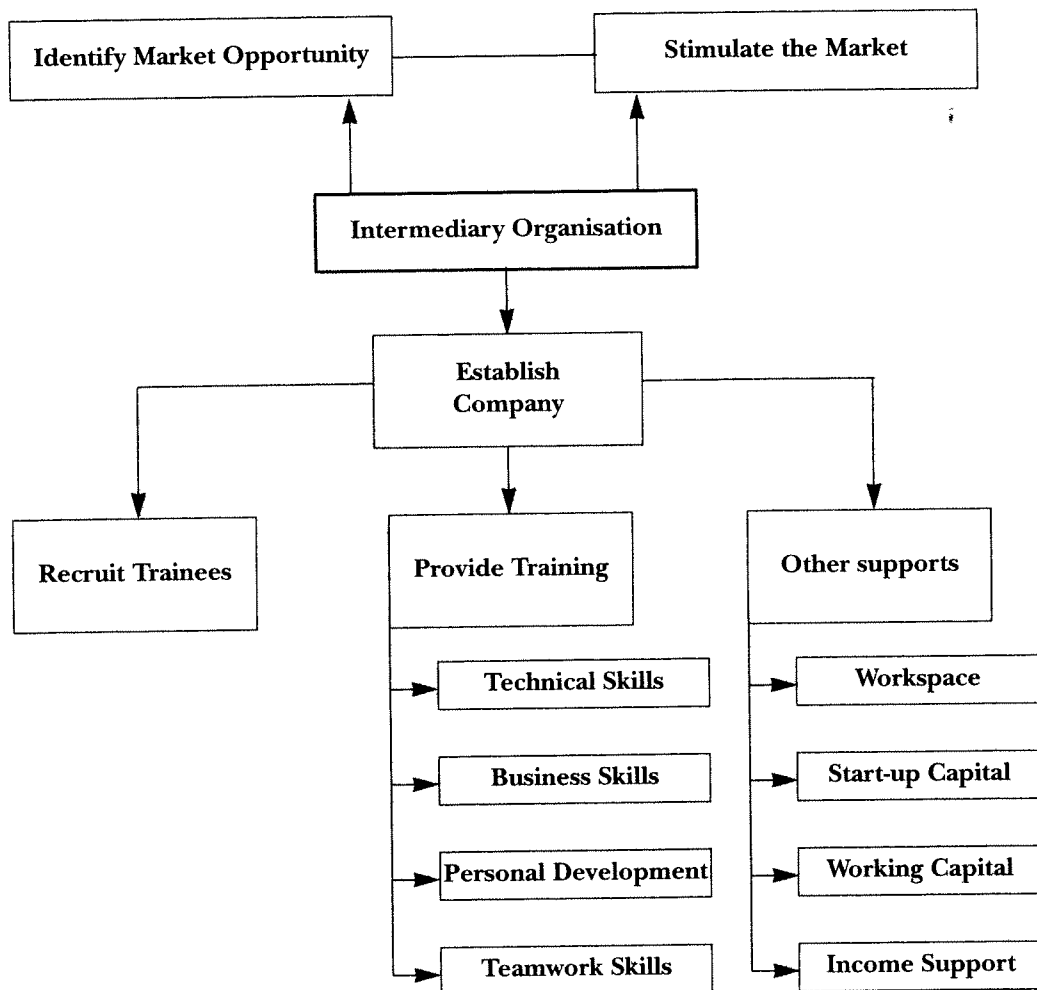 Identify Market Opportunity
Stimulate the Market
Intermediary Organisation
Establish
Company
Recruit Trainees
Provide Training
Other supports
Technical Skills
Business Skills
Personal Development
Teamwork Skills
Workspace
Start-up Capital
Working Capital
Income Support